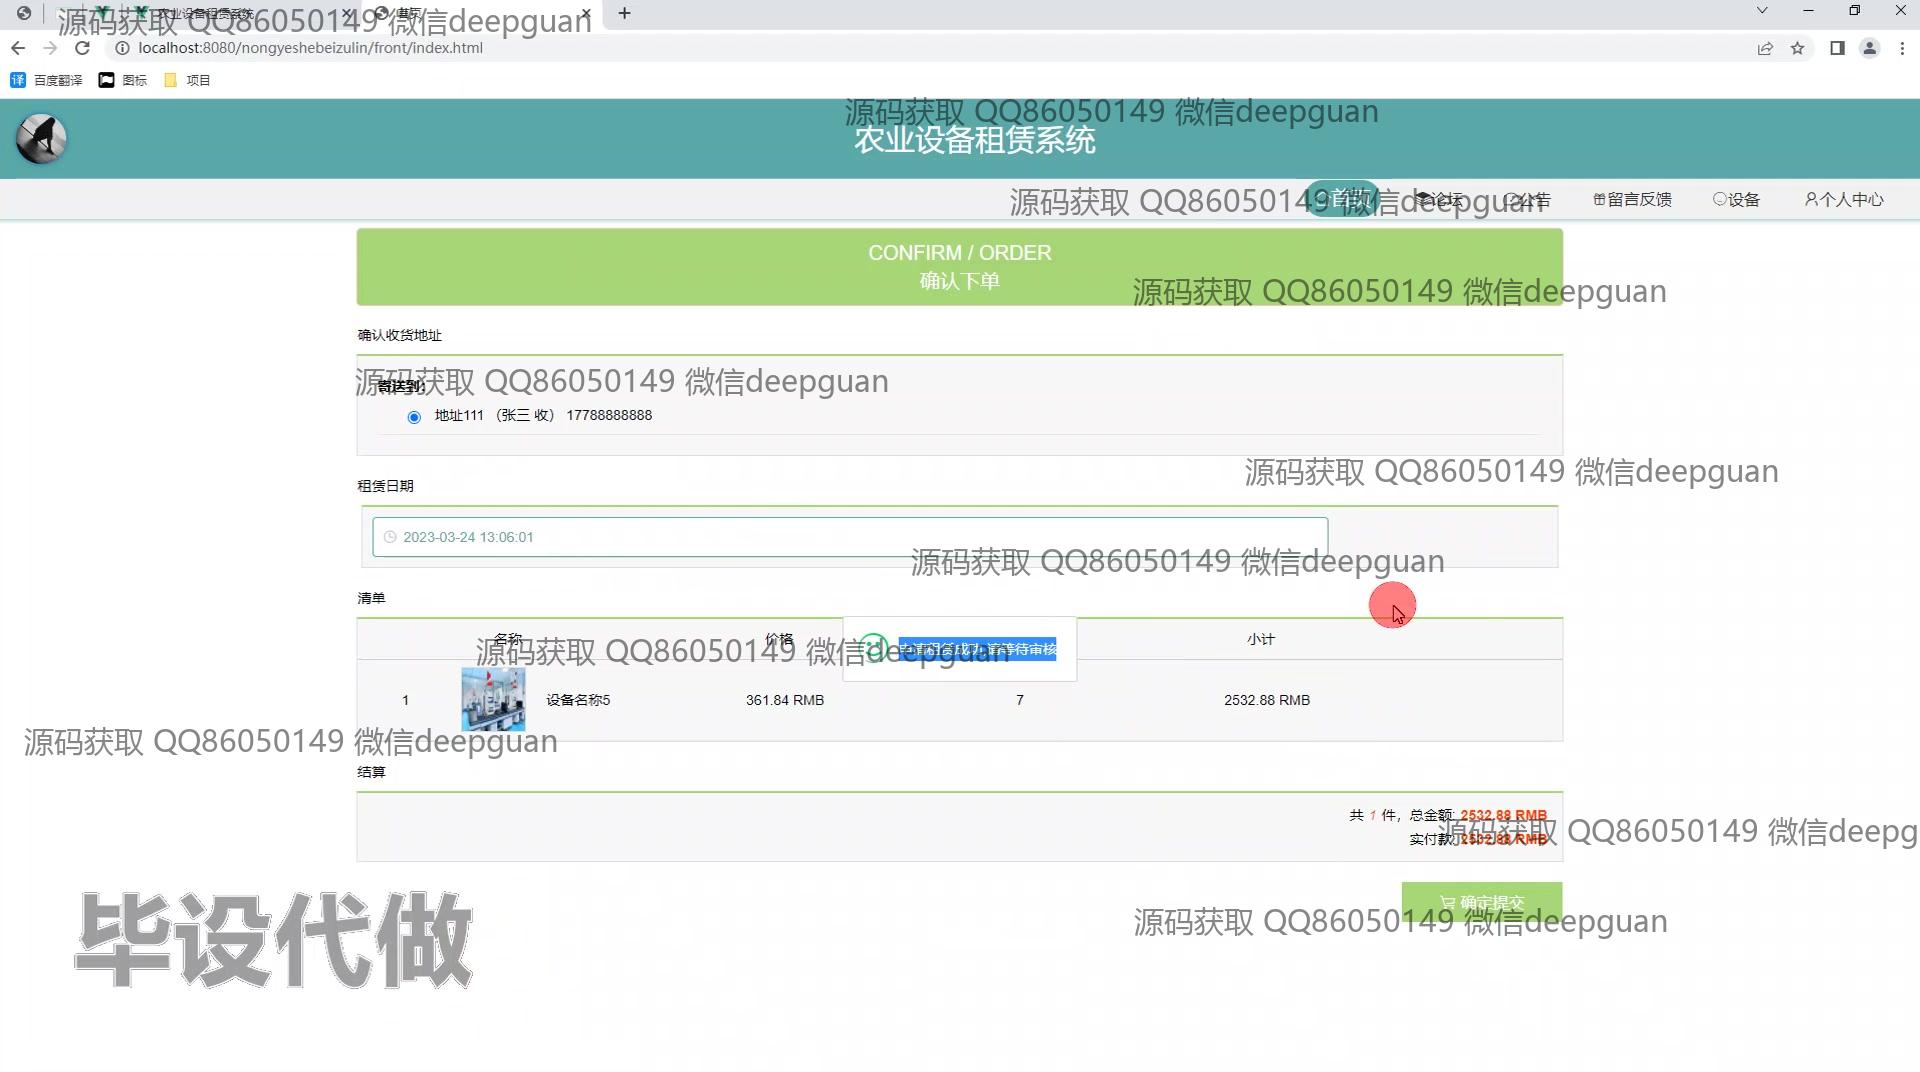 农业设备租赁系统
首页
源码获取 QQ86050149 微信deepguan
localhost:8080/nongyeshebeizulin/front/index.html
百度翻译 图标 项目
源码获取 QQ86050149 微信deepguan
农业设备租赁系统
首页 论坛 公告 留言反馈 设备 个人中心
源码获取 QQ86050149 微信deepguan
CONFIRM / ORDER
确认下单
源码获取 QQ86050149 微信deepguan
确认收货地址
寄送到:
源码获取 QQ86050149 微信deepguan
地址111 （张三 收） 17788888888
源码获取 QQ86050149 微信deepguan
租赁日期
2023-03-24 13:06:01
源码获取 QQ86050149 微信deepguan
清单
名称 价格 小计
申请租赁成功,请等待审核
源码获取 QQ86050149 微信deepguan
1 设备名称5 361.84 RMB 7 2532.88 RMB
源码获取 QQ86050149 微信deepguan
结算
共 1 件，总金额: 2532.88 RMB
实付款: 2532.88 RMB
源码获取 QQ86050149 微信deepg
确定提交
源码获取 QQ86050149 微信deepguan
毕设代做